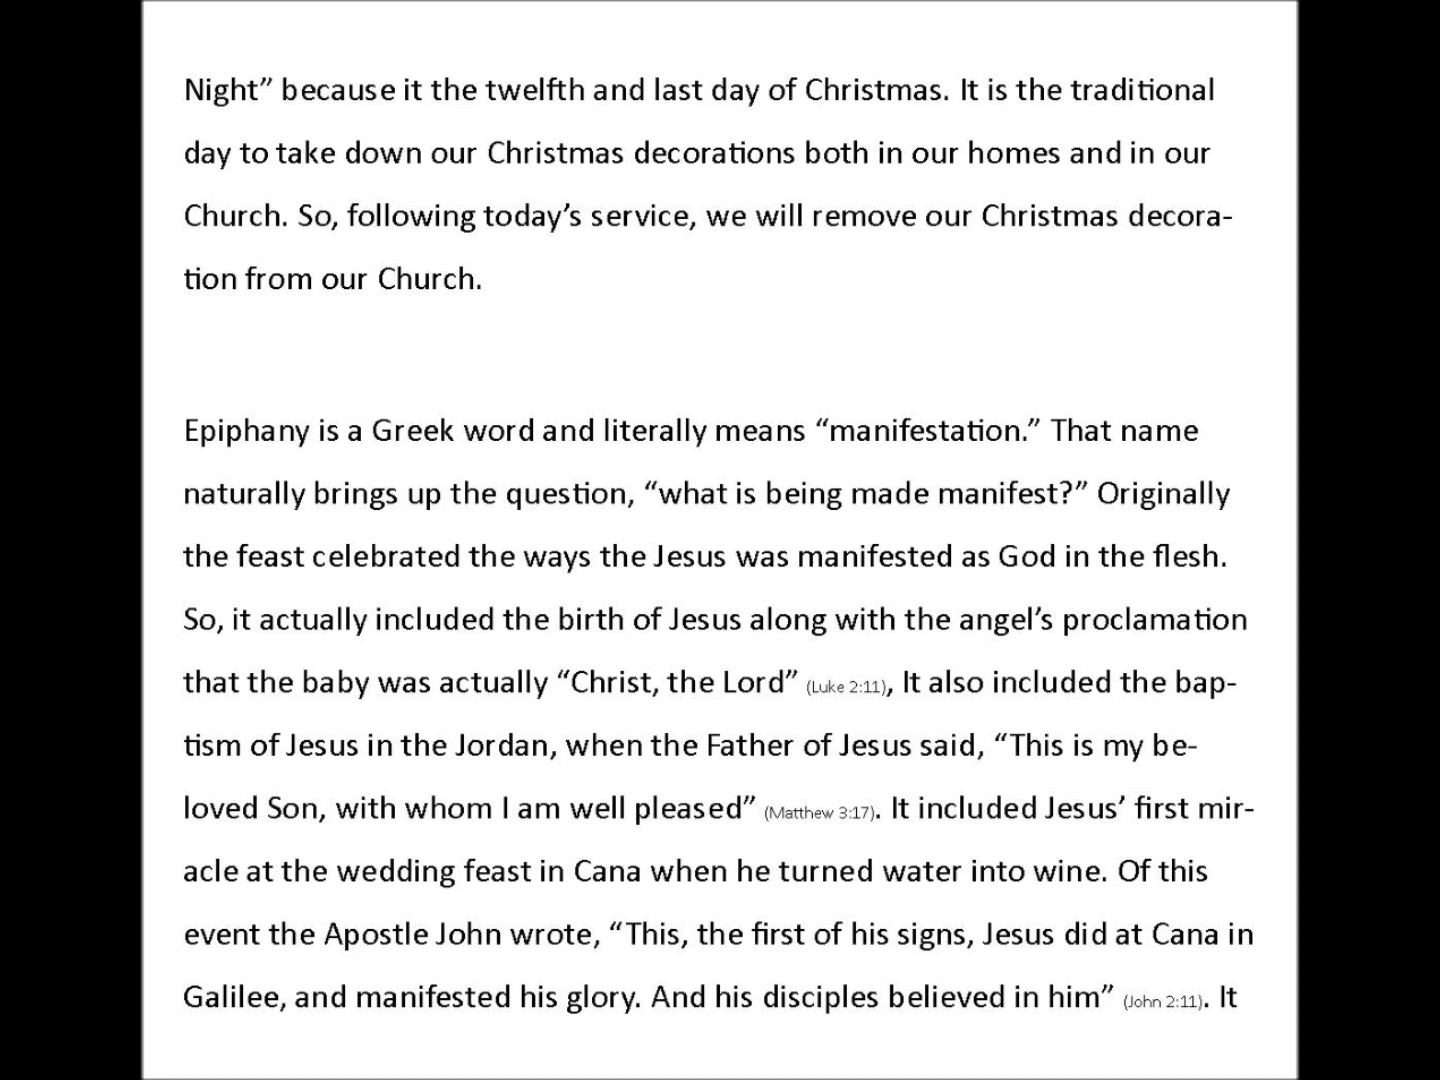 Night” because it the twelfth and last day of Christmas. It is the traditional
day to take down our Christmas decorations both in our homes and in our
Church. So, following today’s service, we will remove our Christmas decora-
tion from our Church.
Epiphany is a Greek word and literally means “manifestation.” That name
naturally brings up the question, “what is being made manifest?” Originally
the feast celebrated the ways the Jesus was manifested as God in the flesh.
So, it actually included the birth of Jesus along with the angel’s proclamation
that the baby was actually “Christ, the Lord” (Luke 2:11), It also included the bap-
tism of Jesus in the Jordan, when the Father of Jesus said, “This is my be-
loved Son, with whom I am well pleased” (Matthew 3:17). It included Jesus’ first mir-
acle at the wedding feast in Cana when he turned water into wine. Of this
event the Apostle John wrote, “This, the first of his signs, Jesus did at Cana in
Galilee, and manifested his glory. And his disciples believed in him” (John 2:11). It